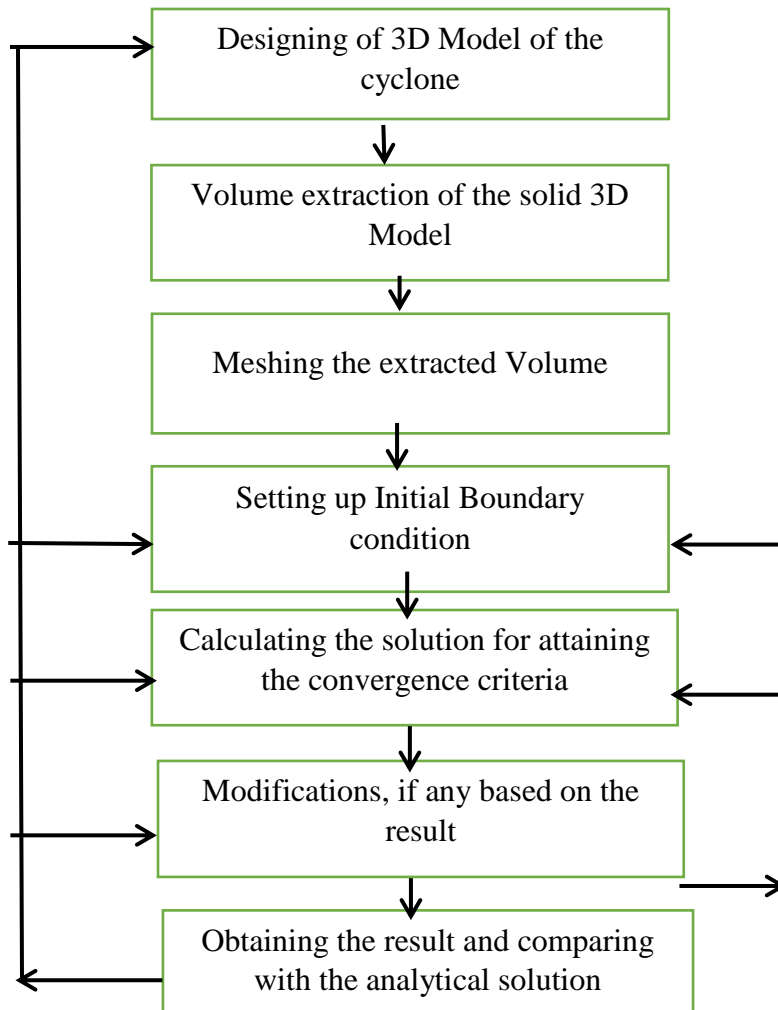 Designing of 3D Model of the
cyclone
Volume extraction of the solid 3D
Model
Meshing the extracted Volume
Setting up Initial Boundary
condition
Calculating the solution for attaining
the convergence criteria
Modifications, if any based on the
result
Obtaining the result and comparing
with the analytical solution